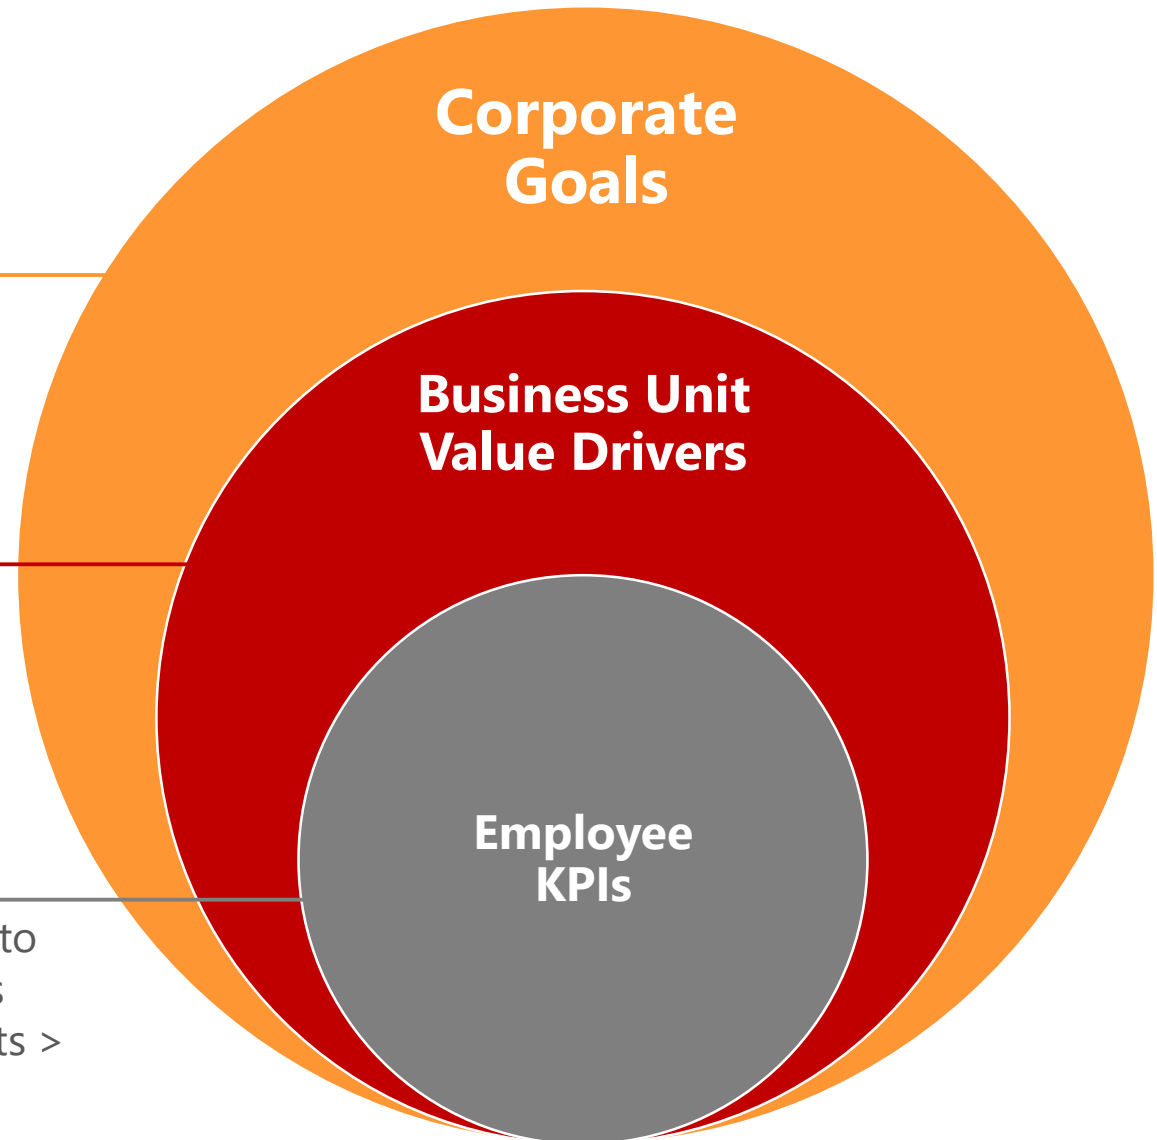 Corporate
Goals
Business Unit
Value Drivers
Employee
KPIs
to
s
ts >